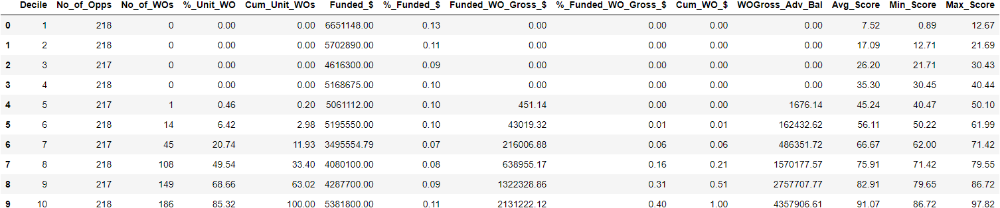 Decile No_of_Opps No_of_WOs %_Unit_WO Cum_Unit_WOs Funded_$ %_Funded_$ Funded_WO_Gross_$ %_Funded_WO_Gross_$ Cum_WO_$ WOGross_Adv_Bal Avg_Score Min_Score Max_Score
0 1 218 0 0.00 0.00 6651148.00 0.13 0.00 0.00 0.00 0.00 7.52 0.89 12.67
1 2 218 0 0.00 0.00 5702890.00 0.11 0.00 0.00 0.00 0.00 17.09 12.71 21.69
2 3 217 0 0.00 0.00 4616300.00 0.09 0.00 0.00 0.00 0.00 26.20 21.71 30.43
3 4 218 0 0.00 0.00 5168675.00 0.10 0.00 0.00 0.00 0.00 35.30 30.45 40.44
4 5 217 1 0.46 0.20 5061112.00 0.10 451.14 0.00 0.00 1676.14 45.24 40.47 50.10
5 6 218 14 6.42 2.98 5195550.00 0.10 43019.32 0.01 0.01 162432.62 56.11 50.22 61.99
6 7 217 45 20.74 11.93 3495554.79 0.07 216006.88 0.06 0.06 486351.72 66.67 62.00 71.42
7 8 218 108 49.54 33.40 4080100.00 0.08 638955.17 0.16 0.21 1570177.57 75.91 71.42 79.55
8 9 217 149 68.66 63.02 4287700.00 0.09 1322328.86 0.31 0.51 2757707.77 82.91 79.65 86.72
9 10 218 186 85.32 100.00 5381800.00 0.11 2131222.12 0.40 1.00 4357906.61 91.07 86.72 97.82